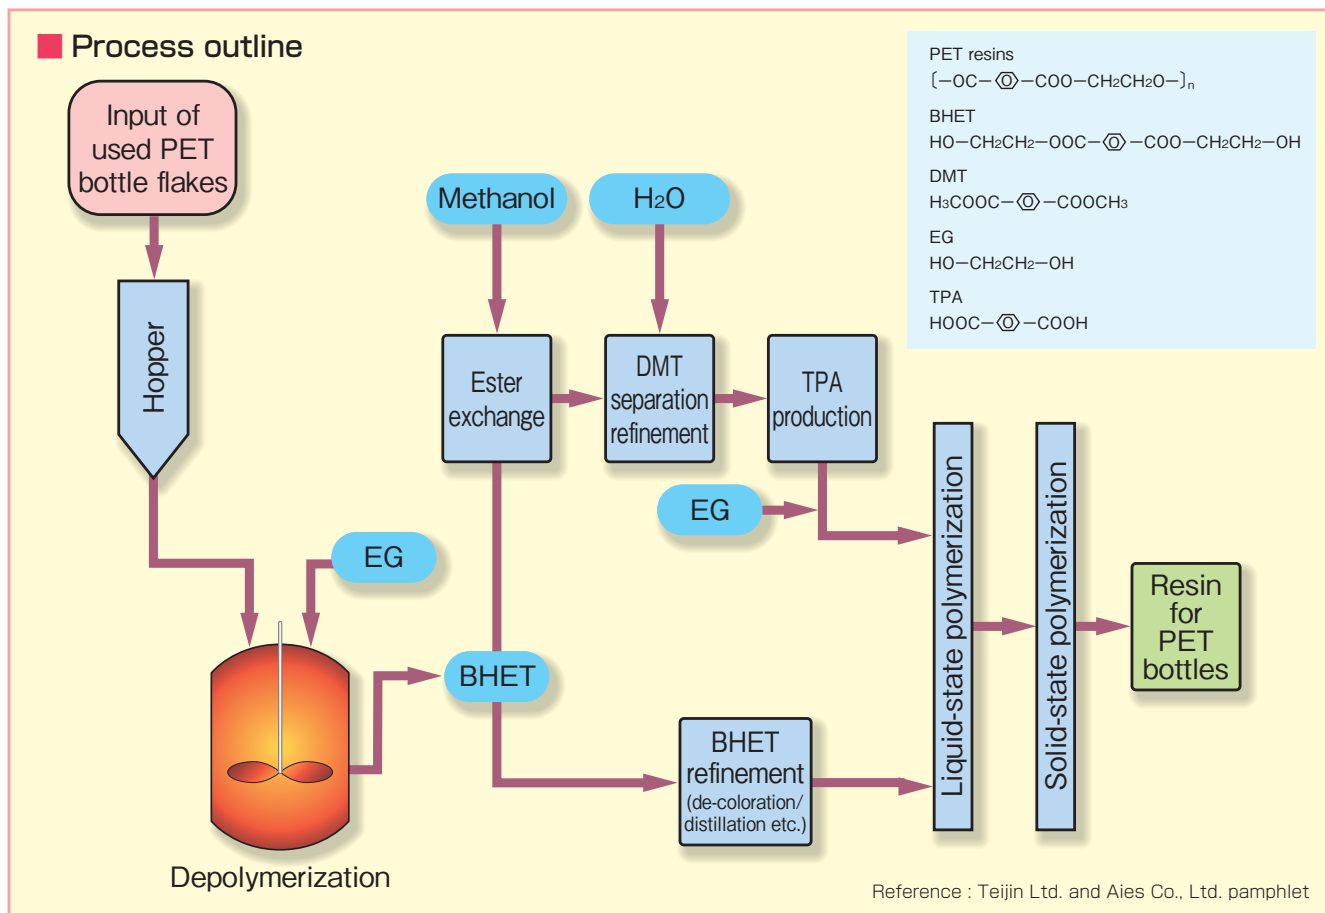 Process outline
Input of
used PET
bottle flakes
Hopper
EG
Depolymerization
BHET
Methanol
H2O
Ester
exchange
DMT
separation
refinement
TPA
production
EG
BHET
refinement
(de-coloration/
distillation etc.)
Liquid-state polymerization
Solid-state polymerization
Resin
for
PET
bottles
PET resins
〔—OC—O—COO—CH2CH2O—〕n
BHET
HO—CH2CH2—OOC—O—COO—CH2CH2—OH
DMT
H3COOC—O—COOCH3
EG
HO—CH2CH2—OH
TPA
HOOC—O—COOH
Reference : Teijin Ltd. and Aies Co., Ltd. pamphlet